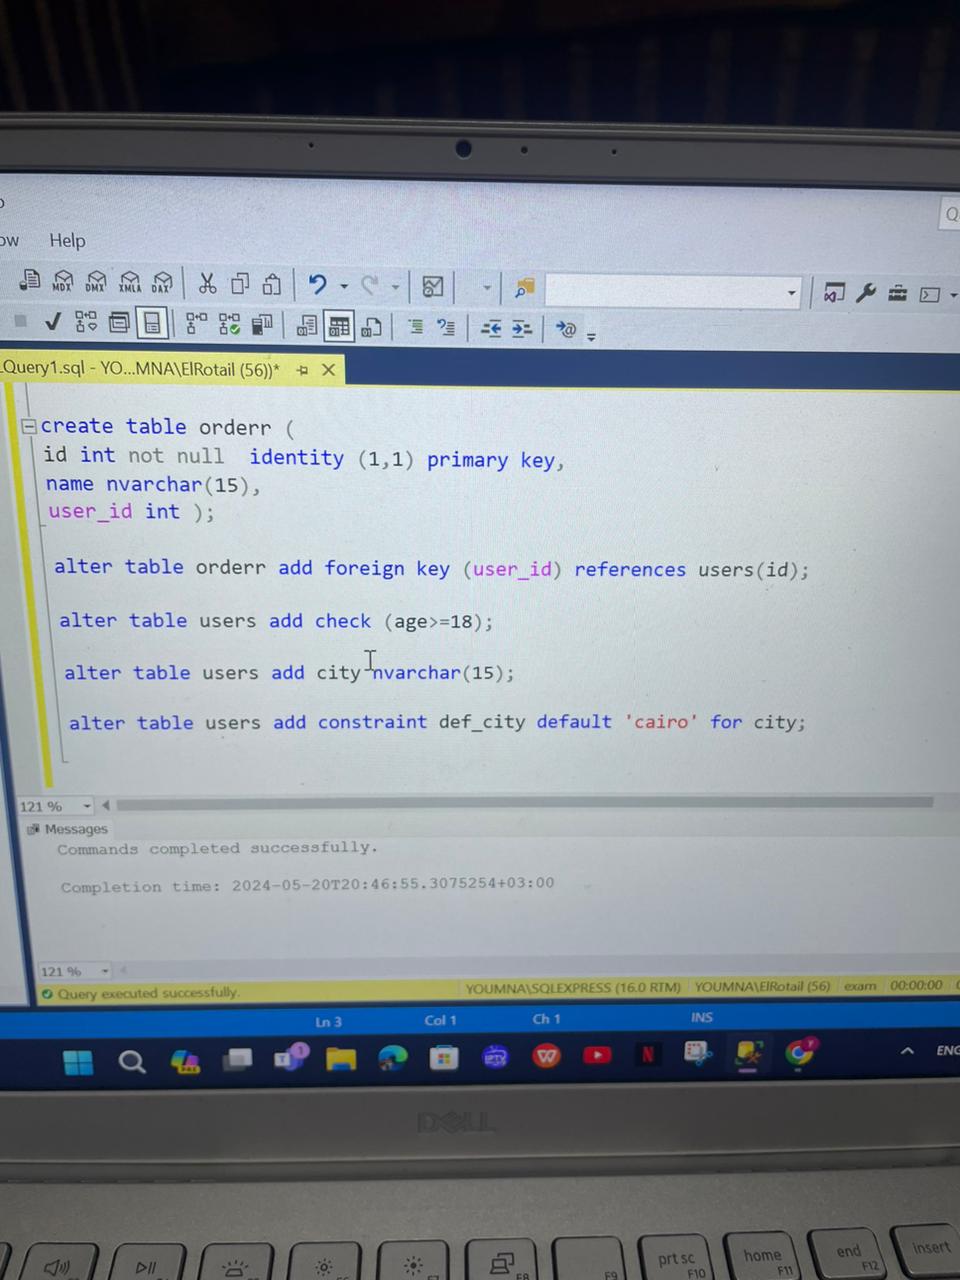 Help
MDX DMX XMLA DAX
Query1.sql - YO...MNA\ElRotail (56))*
create table orderr (
id int not null  identity (1,1) primary key,
name nvarchar(15),
user_id int );
alter table orderr add foreign key (user_id) references users(id);
alter table users add check (age>=18);
alter table users add city nvarchar(15);
alter table users add constraint def_city default 'cairo' for city;
121 %
Messages
Commands completed successfully.
Completion time: 2024-05-20T20:46:55.3075254+03:00
121 %
Query executed successfully. YOUMNA\SQLEXPRESS (16.0 RTM) YOUMNA\ElRotail (56) exam 00:00:00
Ln 3 Col 1 Ch 1 INS
ENG
DELL
prt sc home end insert
F8 F9 F10 F11 F12